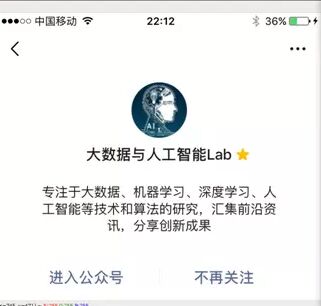 中国移动 22:12 36%
AI
大数据与人工智能Lab
专注于大数据、机器学习、深度学习、人
工智能等技术和算法的研究，汇集前沿资
讯，分享创新成果
进入公众号 不再关注